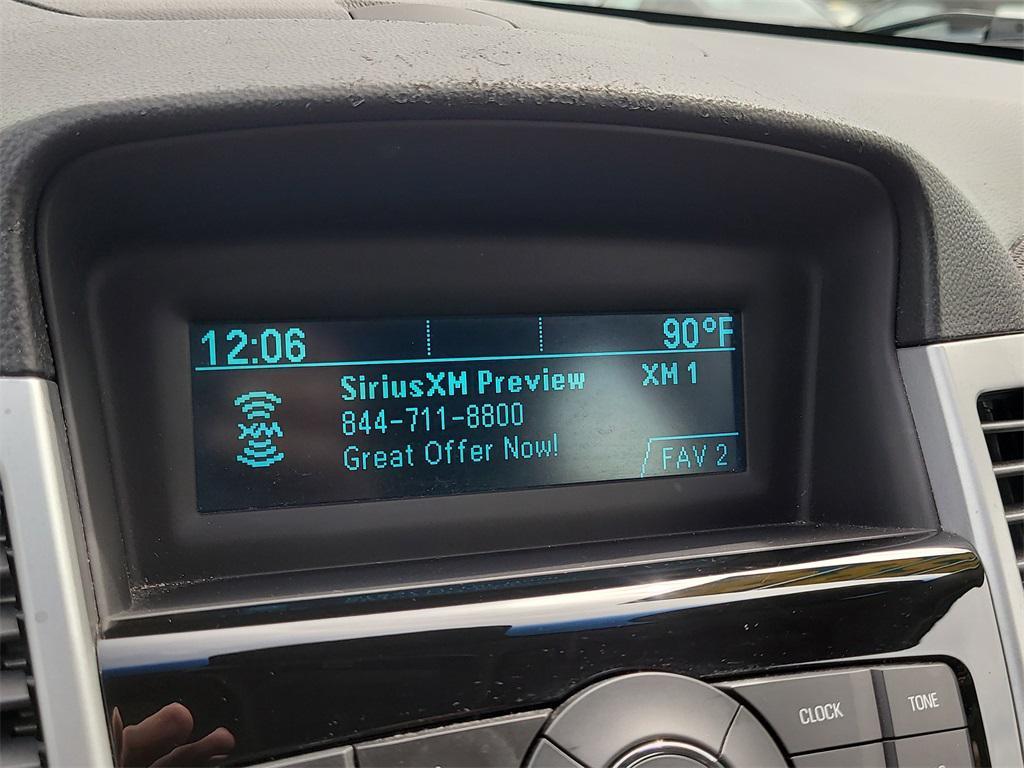 12:06 90°F
SiriusXM Preview XM 1
844-711-8800
XM
Great Offer Now!
FAV 2
CLOCK TONE